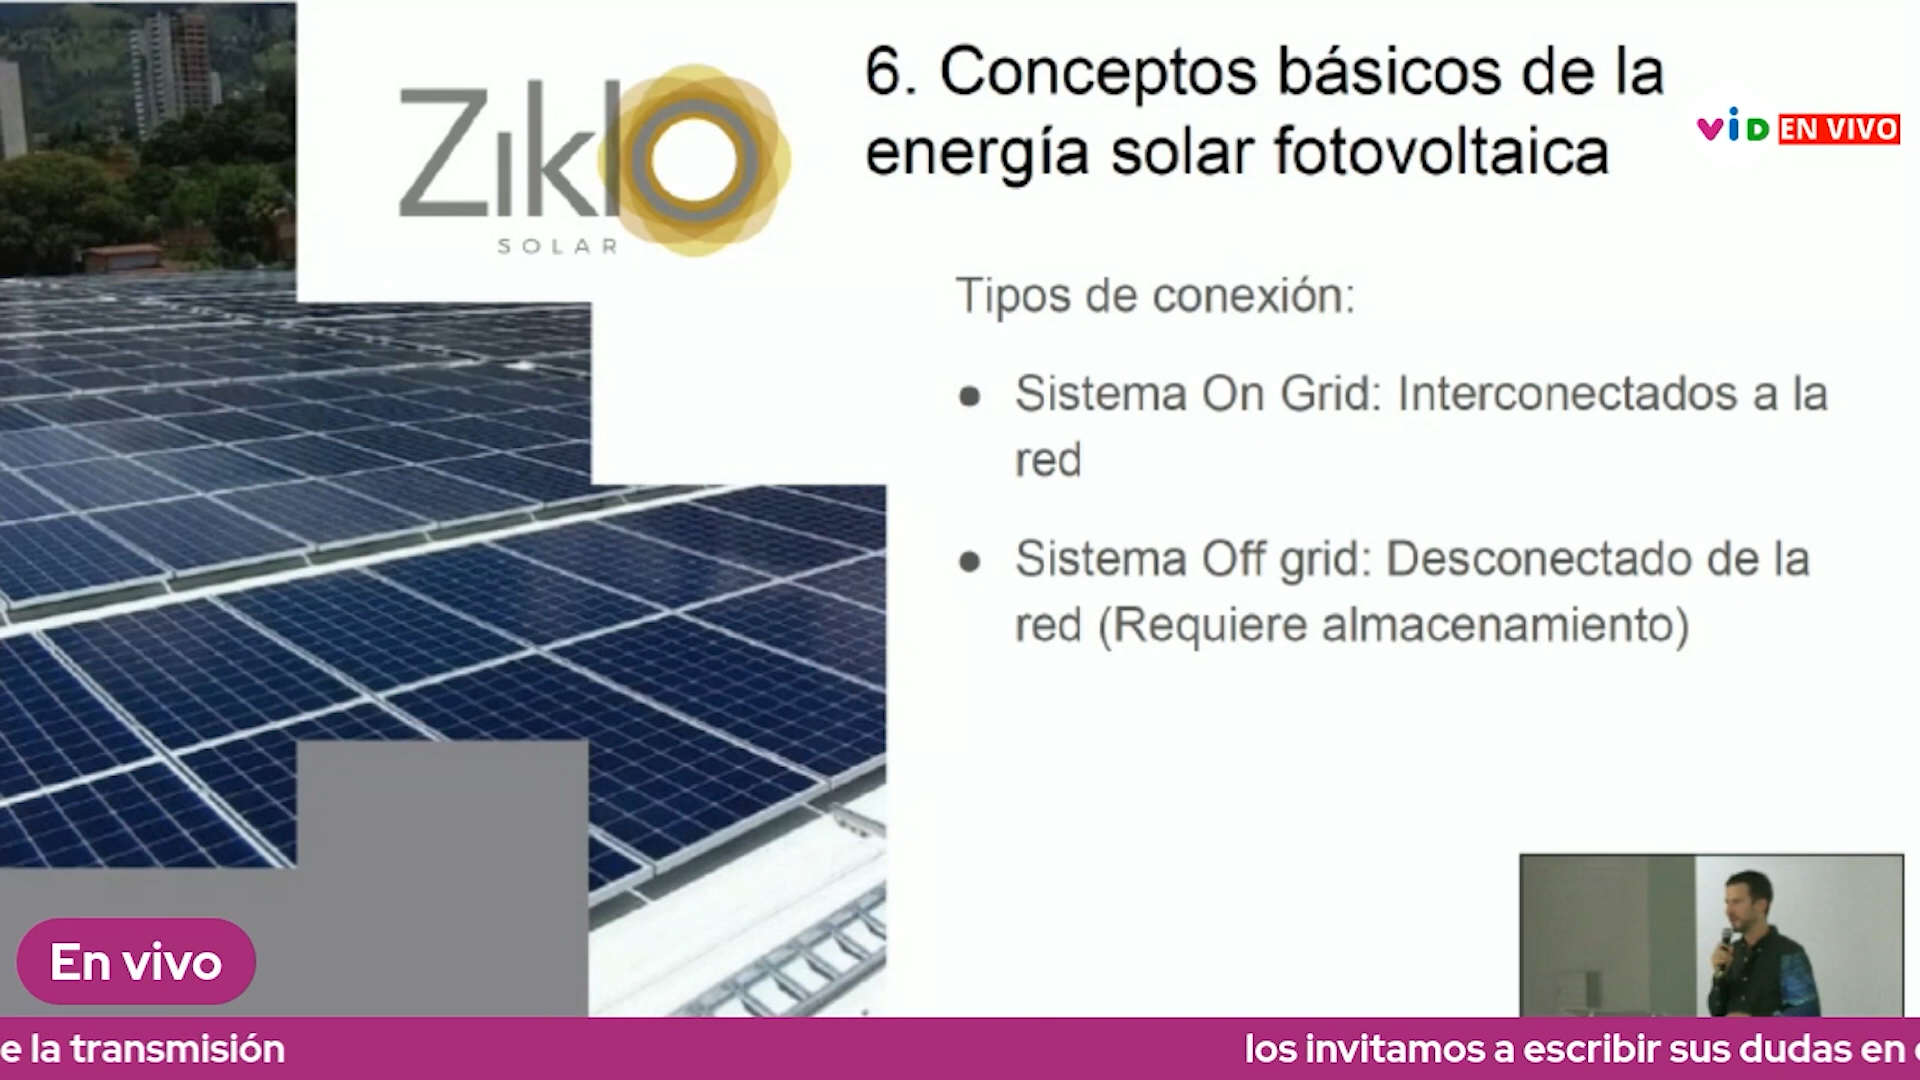 Ziklo
SOLAR
6. Conceptos básicos de la
energía solar fotovoltaica
ViD EN VIVO
Tipos de conexión:
• Sistema On Grid: Interconectados a la
red
• Sistema Off grid: Desconectado de la
red (Requiere almacenamiento)
En vivo
e la transmisión
los invitamos a escribir sus dudas en